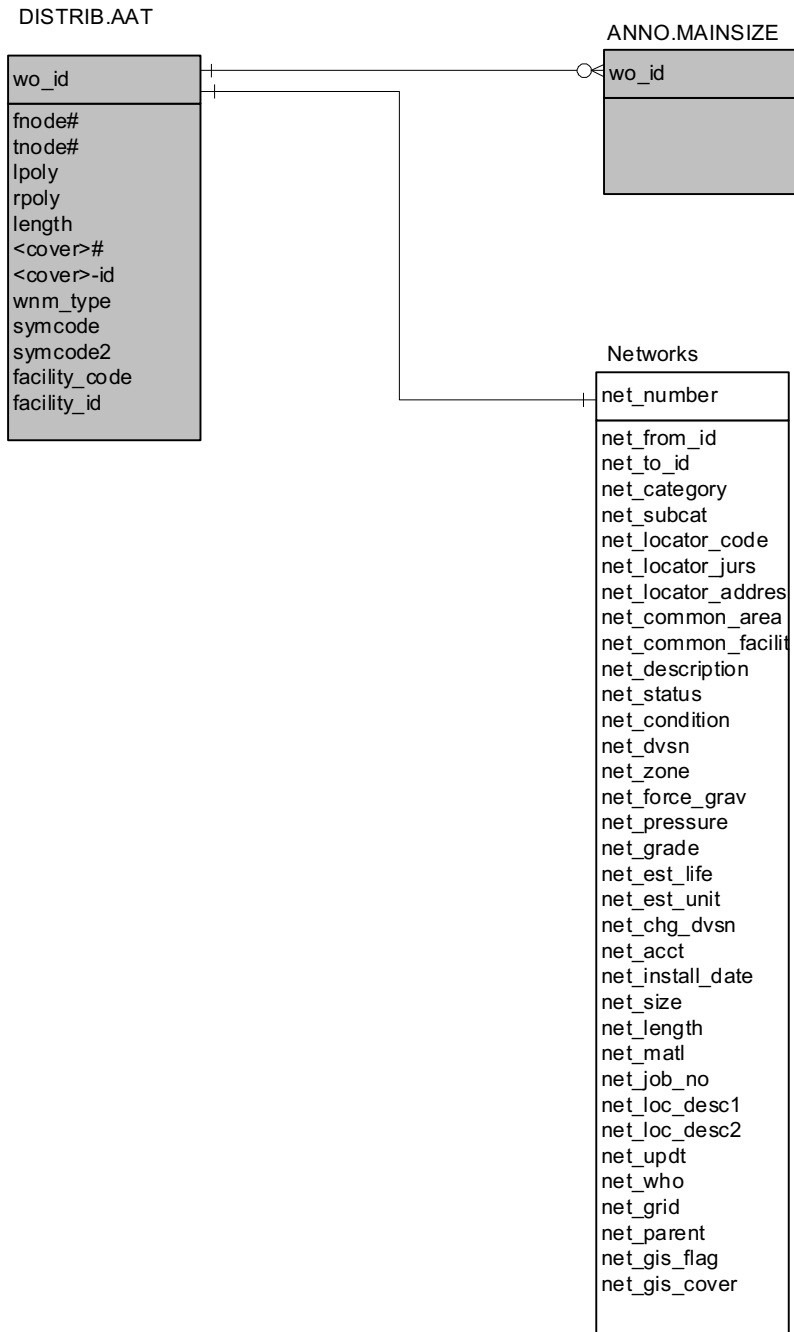 DISTRIB.AAT
wo_id
fnode#
tnode#
lpoly
rpoly
length
<cover>#
<cover>-id
wnm_type
symcode
symcode2
facility_code
facility_id
ANNO.MAINSIZE
wo_id
Networks
net_number
net_from_id
net_to_id
net_category
net_subcat
net_locator_code
net_locator_jurs
net_locator_addres
net_common_area
net_common_facilit
net_description
net_status
net_condition
net_dvsn
net_zone
net_force_grav
net_pressure
net_grade
net_est_life
net_est_unit
net_chg_dvsn
net_acct
net_install_date
net_size
net_length
net_matl
net_job_no
net_loc_desc1
net_loc_desc2
net_updt
net_who
net_grid
net_parent
net_gis_flag
net_gis_cover